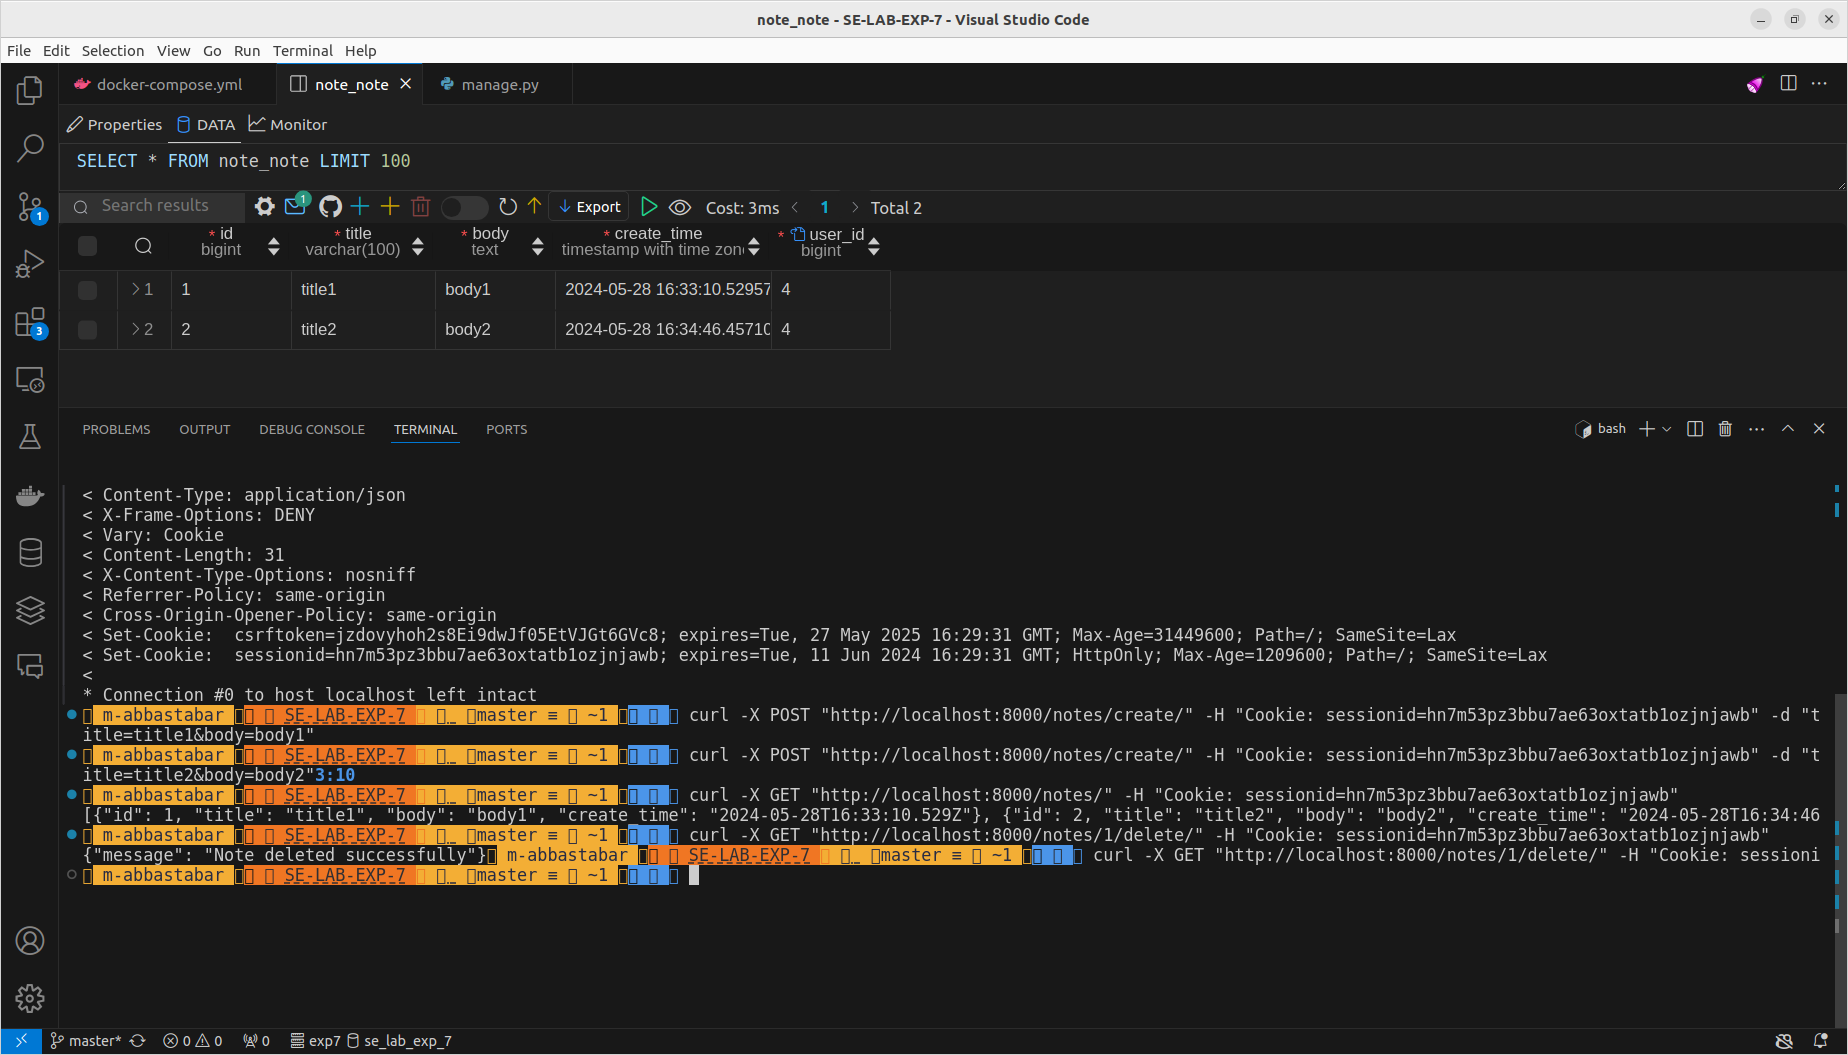 note_note - SE-LAB-EXP-7 - Visual Studio Code
File Edit Selection View Go Run Terminal Help
docker-compose.yml note_note manage.py
Properties DATA Monitor
SELECT * FROM note_note LIMIT 100
Search results 1 Export Cost: 3ms 1 Total 2
* id * title * body * create_time * user_id
bigint varchar(100) text timestamp with time zon bigint
1 1 title1 body1 2024-05-28 16:33:10.52957 4
2 2 title2 body2 2024-05-28 16:34:46.45710 4
1
3
PROBLEMS OUTPUT DEBUG CONSOLE TERMINAL PORTS bash
< Content-Type: application/json
< X-Frame-Options: DENY
< Vary: Cookie
< Content-Length: 31
< X-Content-Type-Options: nosniff
< Referrer-Policy: same-origin
< Cross-Origin-Opener-Policy: same-origin
< Set-Cookie:  csrftoken=jzdovyhoh2s8Ei9dwJf05EtVJGt6GVc8; expires=Tue, 27 May 2025 16:29:31 GMT; Max-Age=31449600; Path=/; SameSite=Lax
< Set-Cookie:  sessionid=hn7m53pz3bbu7ae63oxtatb1ozjnjawb; expires=Tue, 11 Jun 2024 16:29:31 GMT; HttpOnly; Max-Age=1209600; Path=/; SameSite=Lax
<
* Connection #0 to host localhost left intact
m-abbastabar SE-LAB-EXP-7 … master ≡ ~1 curl -X POST "http://localhost:8000/notes/create/" -H "Cookie: sessionid=hn7m53pz3bbu7ae63oxtatb1ozjnjawb" -d "t
itle=title1&body=body1"
m-abbastabar SE-LAB-EXP-7 … master ≡ ~1 curl -X POST "http://localhost:8000/notes/create/" -H "Cookie: sessionid=hn7m53pz3bbu7ae63oxtatb1ozjnjawb" -d "t
itle=title2&body=body2"3:10
m-abbastabar SE-LAB-EXP-7 … master ≡ ~1 curl -X GET "http://localhost:8000/notes/" -H "Cookie: sessionid=hn7m53pz3bbu7ae63oxtatb1ozjnjawb"
[{"id": 1, "title": "title1", "body": "body1", "create_time": "2024-05-28T16:33:10.529Z"}, {"id": 2, "title": "title2", "body": "body2", "create_time": "2024-05-28T16:34:46
m-abbastabar SE-LAB-EXP-7 … master ≡ ~1 curl -X GET "http://localhost:8000/notes/1/delete/" -H "Cookie: sessionid=hn7m53pz3bbu7ae63oxtatb1ozjnjawb"
{"message": "Note deleted successfully"} m-abbastabar SE-LAB-EXP-7 … master ≡ ~1 curl -X GET "http://localhost:8000/notes/1/delete/" -H "Cookie: sessioni
m-abbastabar SE-LAB-EXP-7 … master ≡ ~1
master* 0 0 0 exp7 se_lab_exp_7